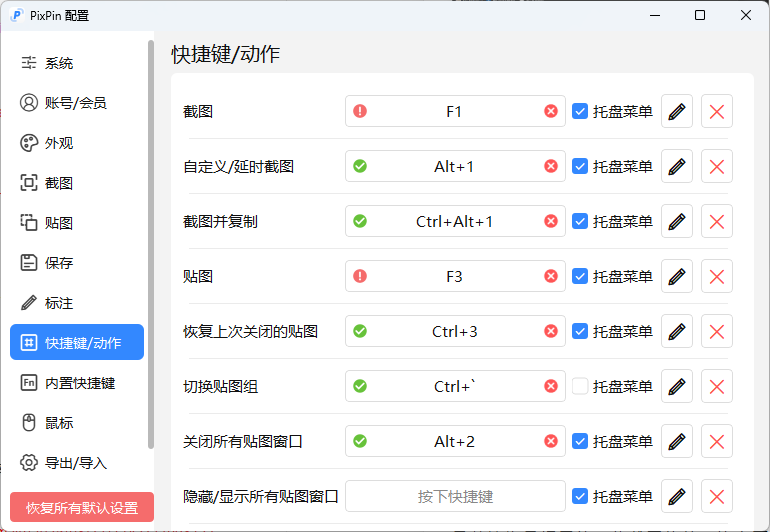 PixPin 配置
系统
账号/会员
外观
截图
贴图
保存
标注
快捷键/动作
Fn 内置快捷键
鼠标
导出/导入
恢复所有默认设置
快捷键/动作
截图 F1 托盘菜单
自定义/延时截图 Alt+1 托盘菜单
截图并复制 Ctrl+Alt+1 托盘菜单
贴图 F3 托盘菜单
恢复上次关闭的贴图 Ctrl+3 托盘菜单
切换贴图组 Ctrl+` 托盘菜单
关闭所有贴图窗口 Alt+2 托盘菜单
隐藏/显示所有贴图窗口 按下快捷键 托盘菜单